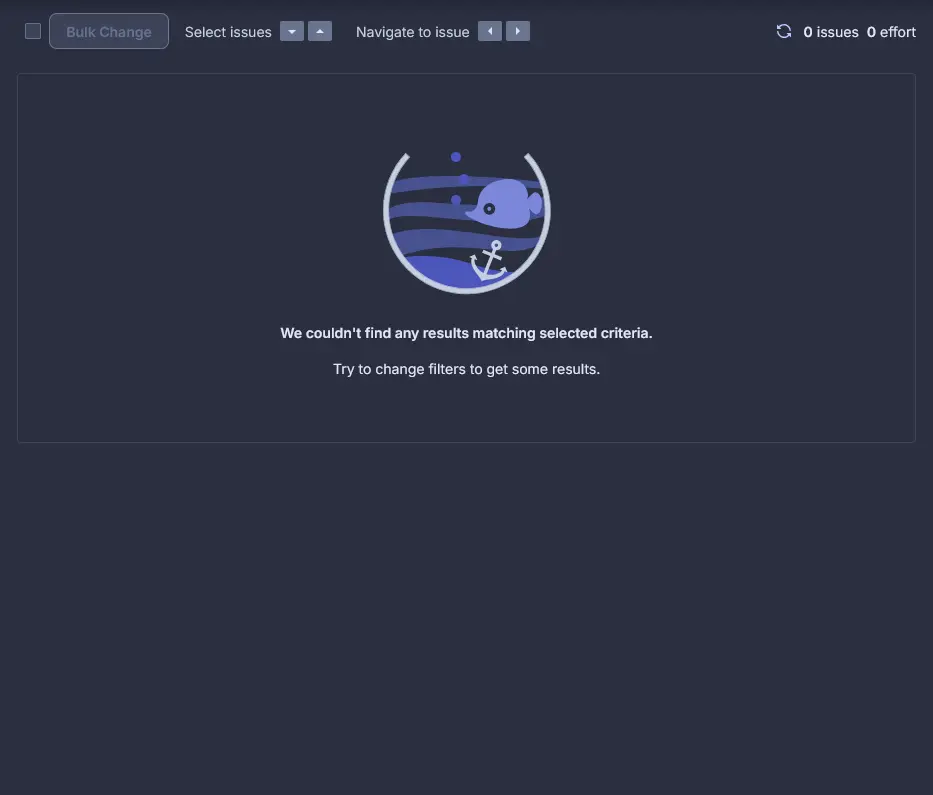 Bulk Change Select issues Navigate to issue 0 issues 0 effort
We couldn't find any results matching selected criteria.
Try to change filters to get some results.